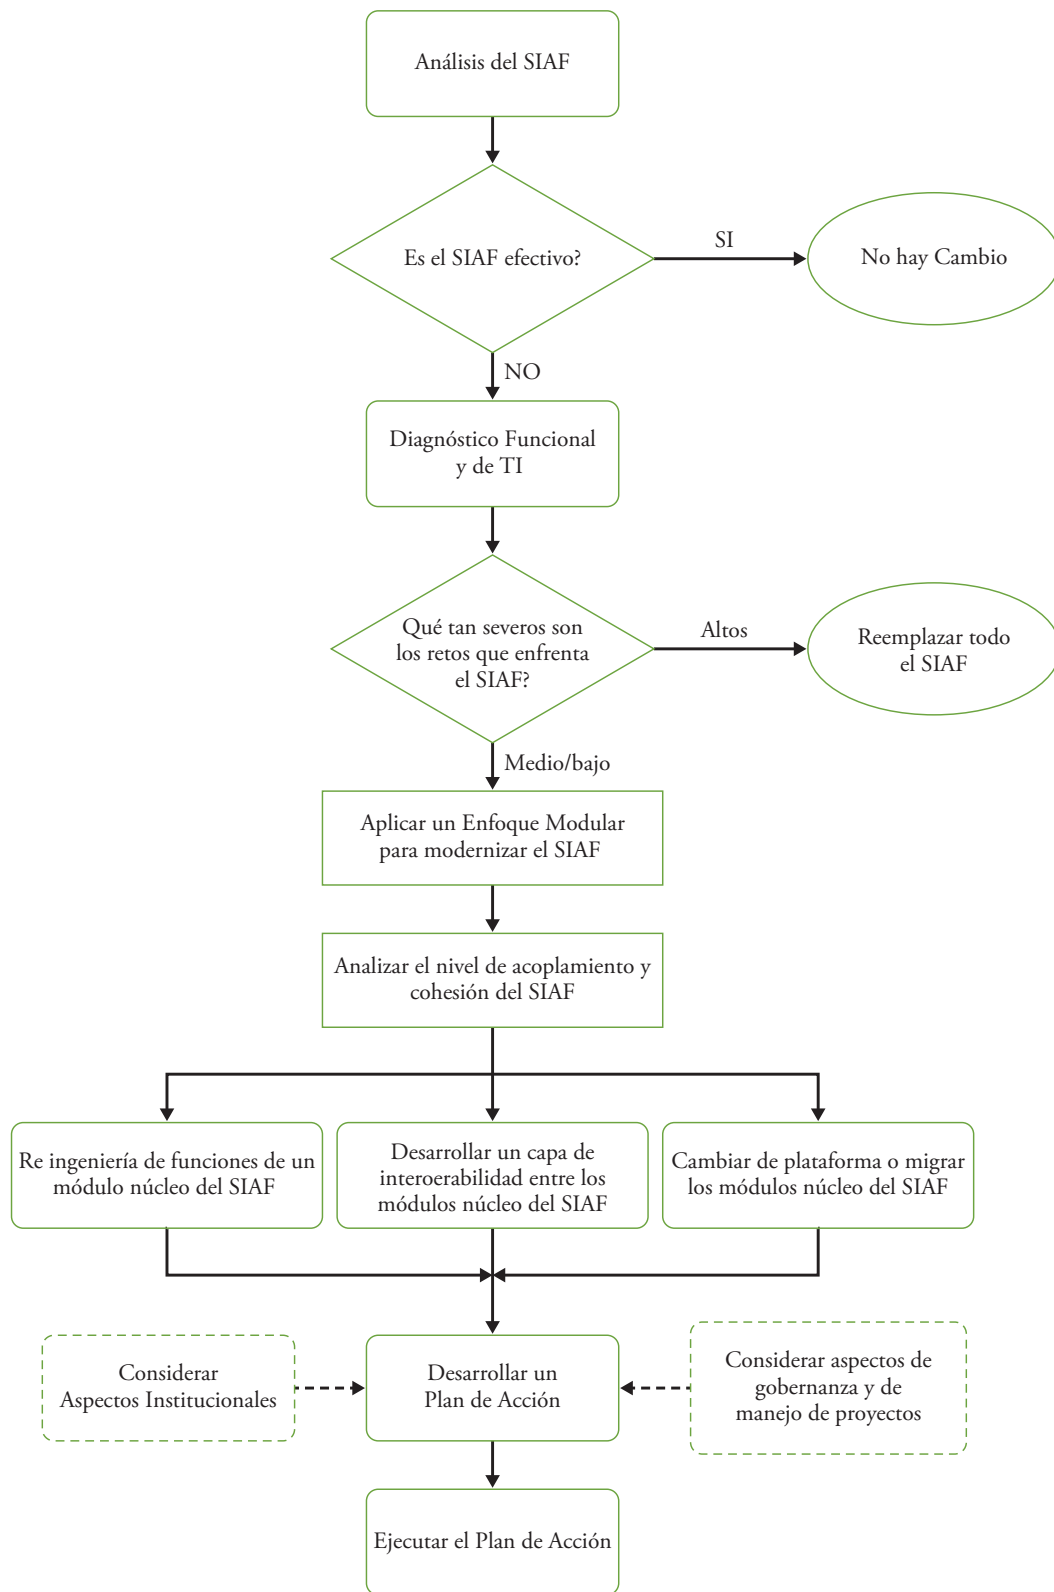 Análisis del SIAF
Es el SIAF efectivo?
SI
No hay Cambio
NO
Diagnóstico Funcional
y de TI
Qué tan severos son
los retos que enfrenta
el SIAF?
Altos
Reemplazar todo
el SIAF
Medio/bajo
Aplicar un Enfoque Modular
para modernizar el SIAF
Analizar el nivel de acoplamiento y
cohesión del SIAF
Re ingeniería de funciones de un
módulo núcleo del SIAF
Desarrollar un capa de
interoerabilidad entre los
módulos núcleo del SIAF
Cambiar de plataforma o migrar
los módulos núcleo del SIAF
Considerar
Aspectos Institucionales
Desarrollar un
Plan de Acción
Considerar aspectos de
gobernanza y de
manejo de proyectos
Ejecutar el Plan de Acción